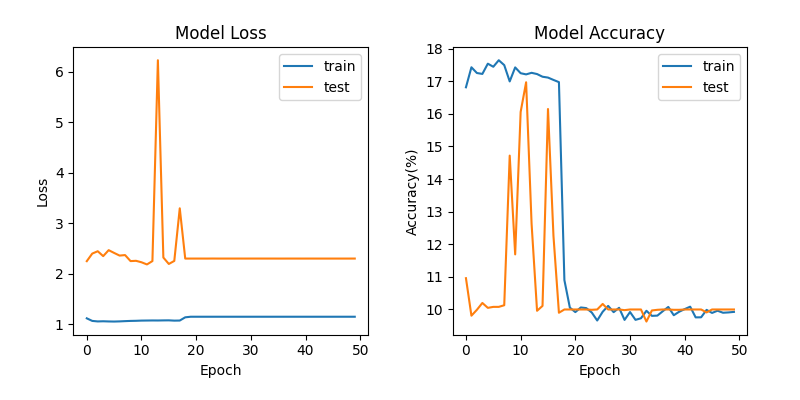 Model Loss
train
test
6
5
4
3
2
1
Loss
0 10 20 30 40 50
Epoch
Model Accuracy
train
test
18
17
16
15
14
13
12
11
10
Accuracy(%)
0 10 20 30 40 50
Epoch